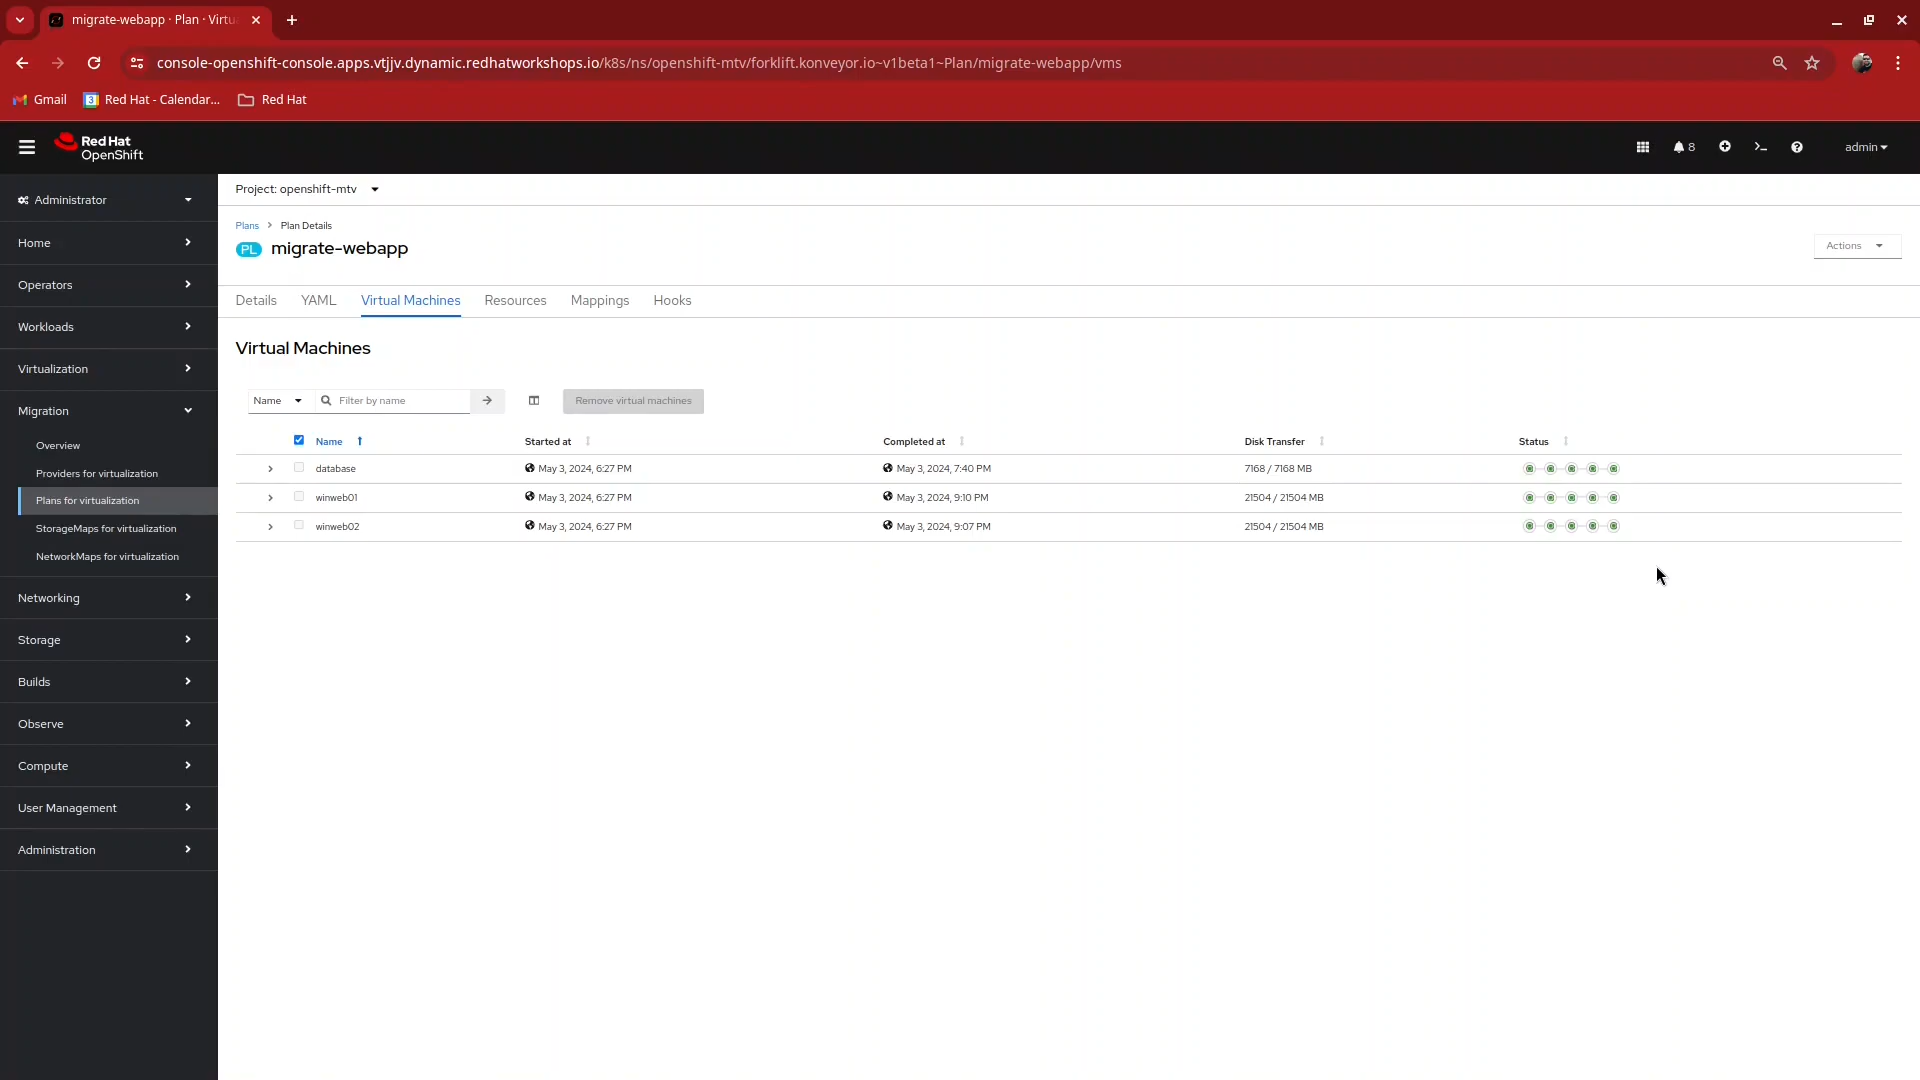 migrate-webapp · Plan · Virtu
console-openshift-console.apps.vtjjv.dynamic.redhatworkshops.io/k8s/ns/openshift-mtv/forklift.konveyor.io~v1beta1~Plan/migrate-webapp/vms
Gmail
3 Red Hat - Calendar...
Red Hat
Red Hat
OpenShift
8
admin
Administrator
Home
Operators
Workloads
Virtualization
Migration
Overview
Providers for virtualization
Plans for virtualization
StorageMaps for virtualization
NetworkMaps for virtualization
Networking
Storage
Builds
Observe
Compute
User Management
Administration
Project: openshift-mtv
Plans > Plan Details
PL migrate-webapp
Actions
Details YAML Virtual Machines Resources Mappings Hooks
Virtual Machines
Name Filter by name Remove virtual machines
Name Started at Completed at Disk Transfer Status
database May 3, 2024, 6:27 PM May 3, 2024, 7:40 PM 7168 / 7168 MB
winweb01 May 3, 2024, 6:27 PM May 3, 2024, 9:10 PM 21504 / 21504 MB
winweb02 May 3, 2024, 6:27 PM May 3, 2024, 9:07 PM 21504 / 21504 MB